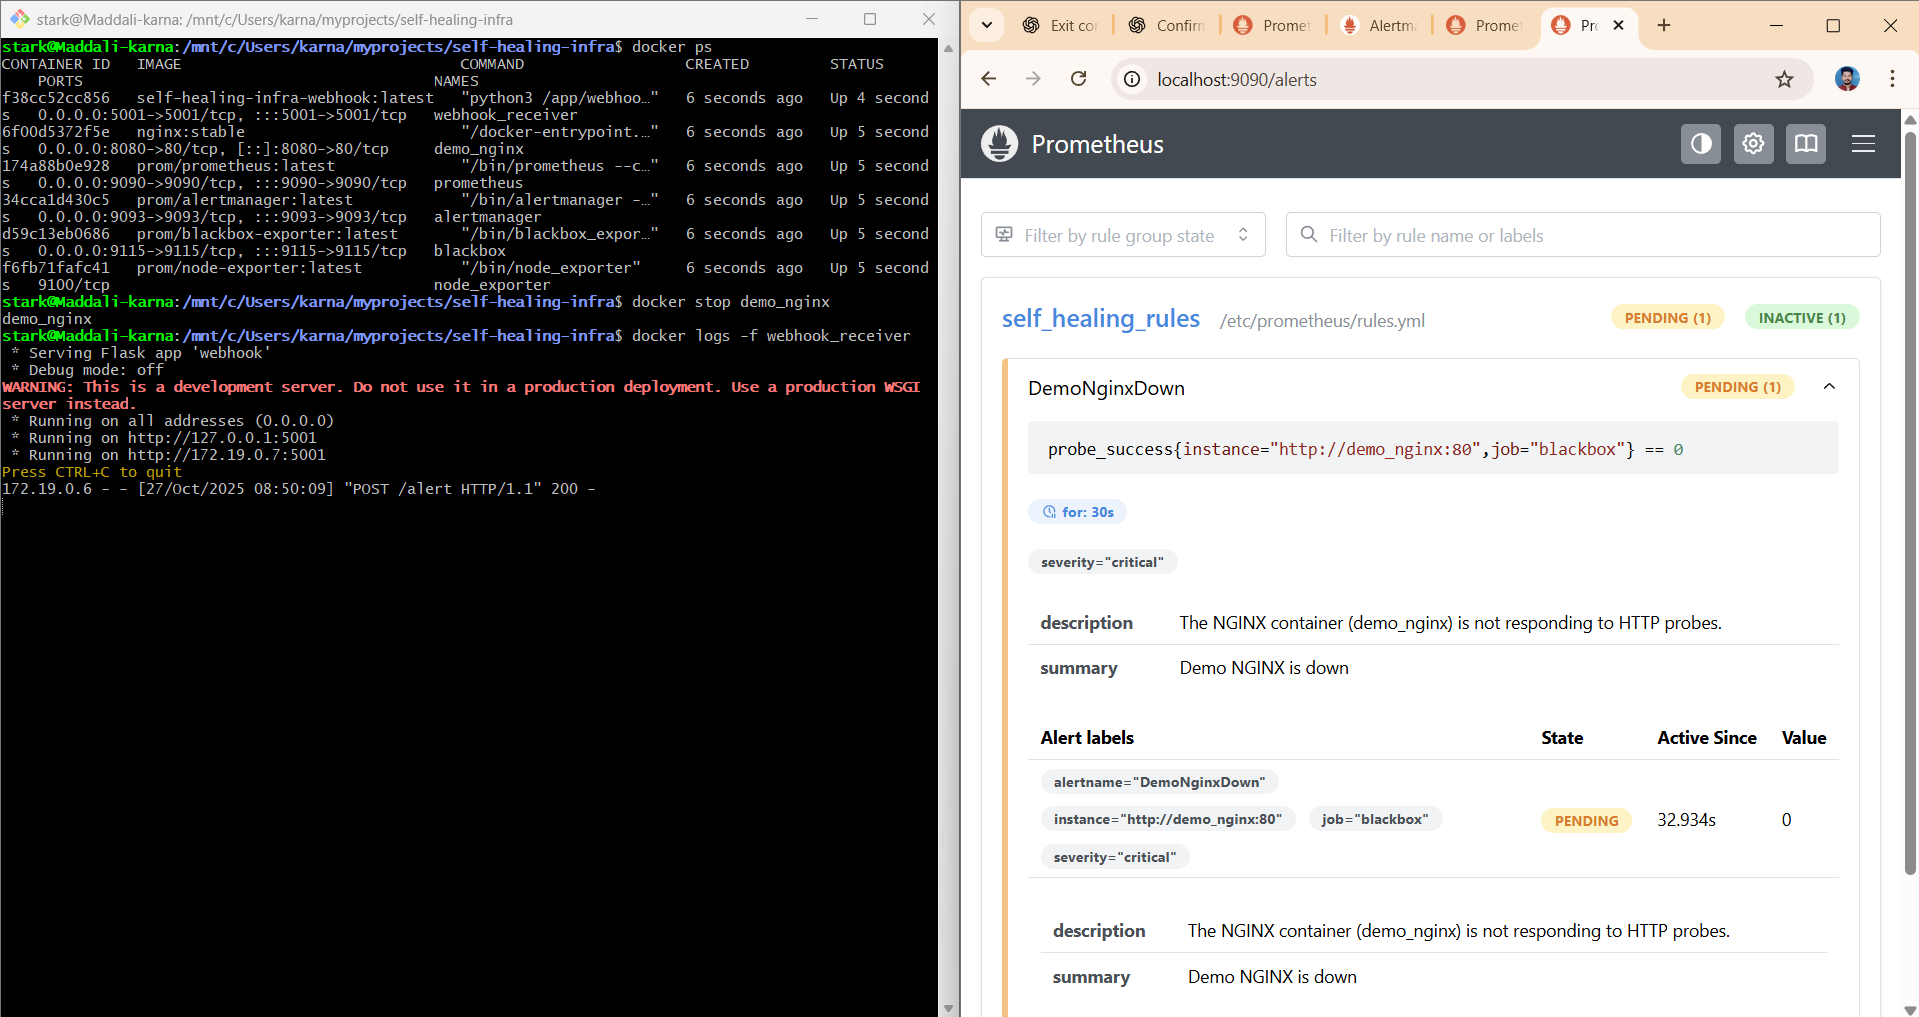 stark@Maddali-karna: /mnt/c/Users/karna/myprojects/self-healing-infra
stark@Maddali-karna:/mnt/c/Users/karna/myprojects/self-healing-infra$ docker ps
CONTAINER ID   IMAGE   COMMAND   CREATED   STATUS
PORTS   NAMES
f38cc52cc856   self-healing-infra-webhook:latest   "python3 /app/webhoo…"   6 seconds ago   Up 4 second
s   0.0.0.0:5001->5001/tcp, :::5001->5001/tcp   webhook_receiver
6f00d5372f5e   nginx:stable   "/docker-entrypoint.…"   6 seconds ago   Up 5 second
s   0.0.0.0:8080->80/tcp, [::]:8080->80/tcp   demo_nginx
174a88b0e928   prom/prometheus:latest   "/bin/prometheus --c…"   6 seconds ago   Up 5 second
s   0.0.0.0:9090->9090/tcp, :::9090->9090/tcp   prometheus
34cca1d430c5   prom/alertmanager:latest   "/bin/alertmanager -…"   6 seconds ago   Up 5 second
s   0.0.0.0:9093->9093/tcp, :::9093->9093/tcp   alertmanager
d59c13eb0686   prom/blackbox-exporter:latest   "/bin/blackbox_expor…"   6 seconds ago   Up 5 second
s   0.0.0.0:9115->9115/tcp, :::9115->9115/tcp   blackbox
f6fb71fafc41   prom/node-exporter:latest   "/bin/node_exporter"   6 seconds ago   Up 5 second
s   9100/tcp   node_exporter
stark@Maddali-karna:/mnt/c/Users/karna/myprojects/self-healing-infra$ docker stop demo_nginx
demo_nginx
stark@Maddali-karna:/mnt/c/Users/karna/myprojects/self-healing-infra$ docker logs -f webhook_receiver
* Serving Flask app 'webhook'
* Debug mode: off
WARNING: This is a development server. Do not use it in a production deployment. Use a production WSGI
server instead.
* Running on all addresses (0.0.0.0)
* Running on http://127.0.0.1:5001
* Running on http://172.19.0.7:5001
Press CTRL+C to quit
172.19.0.6 - - [27/Oct/2025 08:50:09] "POST /alert HTTP/1.1" 200 -
Exit co   Confirm   Promet   Alertma   Promet   Pr
localhost:9090/alerts
Prometheus
Filter by rule group state   Filter by rule name or labels
self_healing_rules   /etc/prometheus/rules.yml   PENDING (1)   INACTIVE (1)
DemoNginxDown   PENDING (1)
probe_success{instance="http://demo_nginx:80",job="blackbox"} == 0
for: 30s
severity="critical"
description   The NGINX container (demo_nginx) is not responding to HTTP probes.
summary   Demo NGINX is down
Alert labels   State   Active Since   Value
alertname="DemoNginxDown"
instance="http://demo_nginx:80"   job="blackbox"   PENDING   32.934s   0
severity="critical"
description   The NGINX container (demo_nginx) is not responding to HTTP probes.
summary   Demo NGINX is down